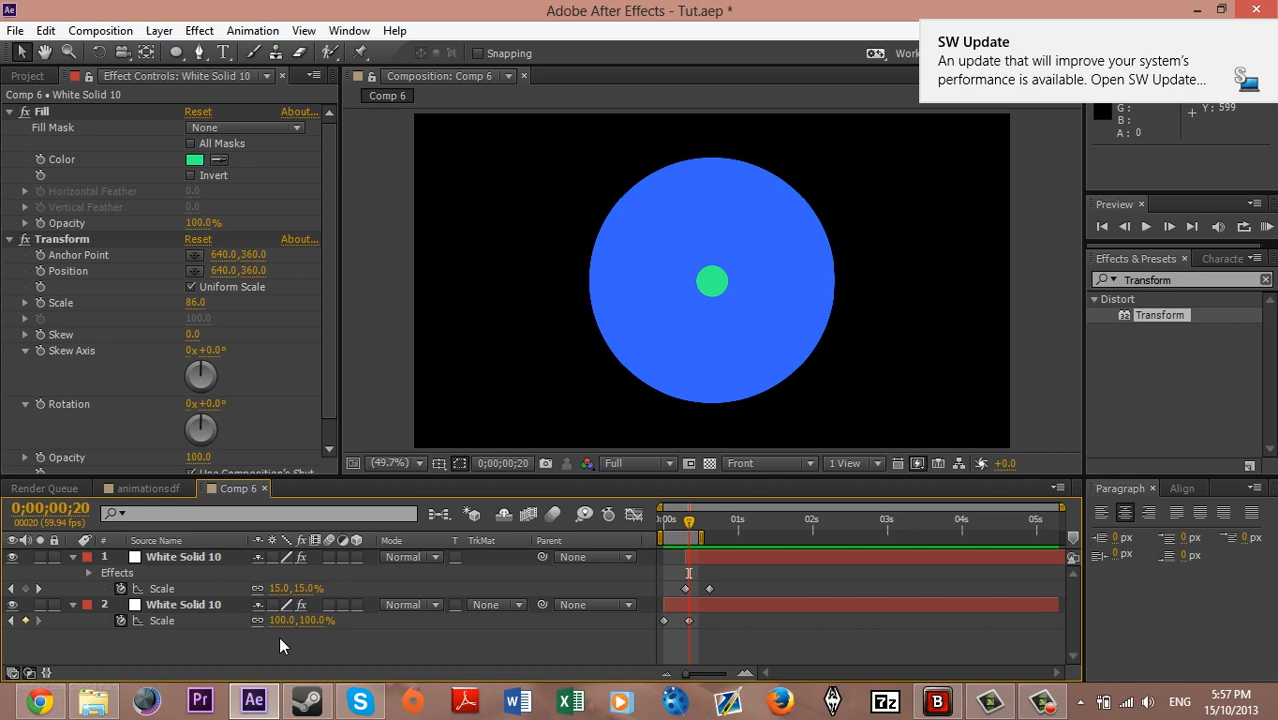 Adobe After Effects - Tut.aep *
File Edit Composition Layer Effect Animation View Window Help
Snapping
SW Update
An update that will improve your system's
performance is available. Open SW Update...
Project Effect Controls: White Solid 10
Composition: Comp 6
Comp 6 • White Solid 10
Comp 6
Fill Reset About...
Fill Mask None
All Masks
Color
Invert
Horizontal Feather 0.0
Vertical Feather 0.0
Opacity 100.0%
Transform Reset About...
Anchor Point 640.0,360.0
Position 640.0,360.0
Uniform Scale
Scale 86.0
100.0
Skew 0.0
Skew Axis 0x+0.0°
Rotation 0x+0.0°
Opacity 100.0
Use Composition's Shut
G:
B:
A: 0
Y: 599
Preview
Effects & Presets Characte
Transform
Distort
Transform
(49.7%) 0;00;00;20 Full Front 1 View +0.0
Render Queue animationsdf Comp 6
Paragraph Align
0;00;00;20
00020 (59.94 fps)
0:00s 01s 02s 03s 04s 05s
# Source Name Mode T TrkMat Parent
1 White Solid 10 Normal None
Effects
Scale 15.0,15.0%
2 White Solid 10 Normal None None
Scale 100.0,100.0%
0 px 0 px 0 px
0 px 0 px
ENG
5:57 PM
15/10/2013